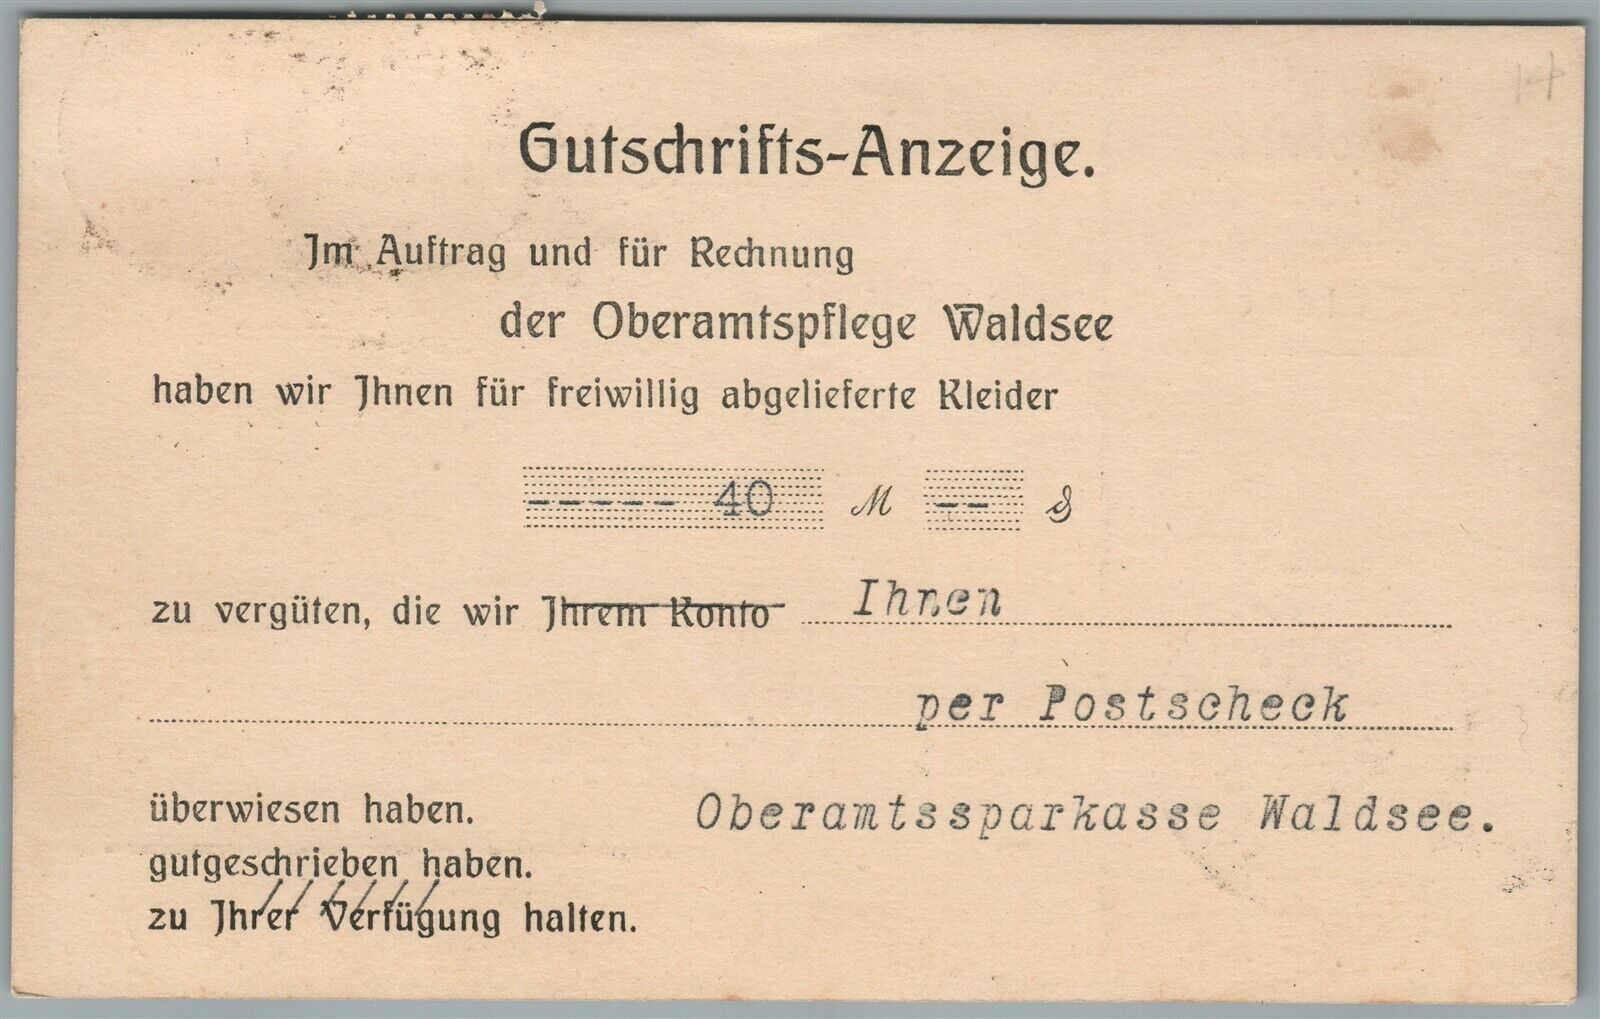 14
Gutschrifts-Anzeige.
Im Auftrag und für Rechnung
der Oberamtspflege Waldsee
haben wir Ihnen für freiwillig abgelieferte Kleider
----- 40 M -- ₰
zu vergüten, die wir Ihrem Konto Ihnen
per Postscheck
überwiesen haben. Oberamtssparkasse Waldsee.
gutgeschrieben haben.
zu Ihrer Verfügung halten.